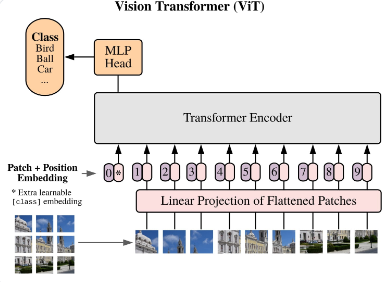 Vision Transformer (ViT)
Class
Bird
Ball
Car
...
MLP
Head
Transformer Encoder
Patch + Position
Embedding
0 * 1 2 3 4 5 6 7 8 9
* Extra learnable
[class] embedding
Linear Projection of Flattened Patches